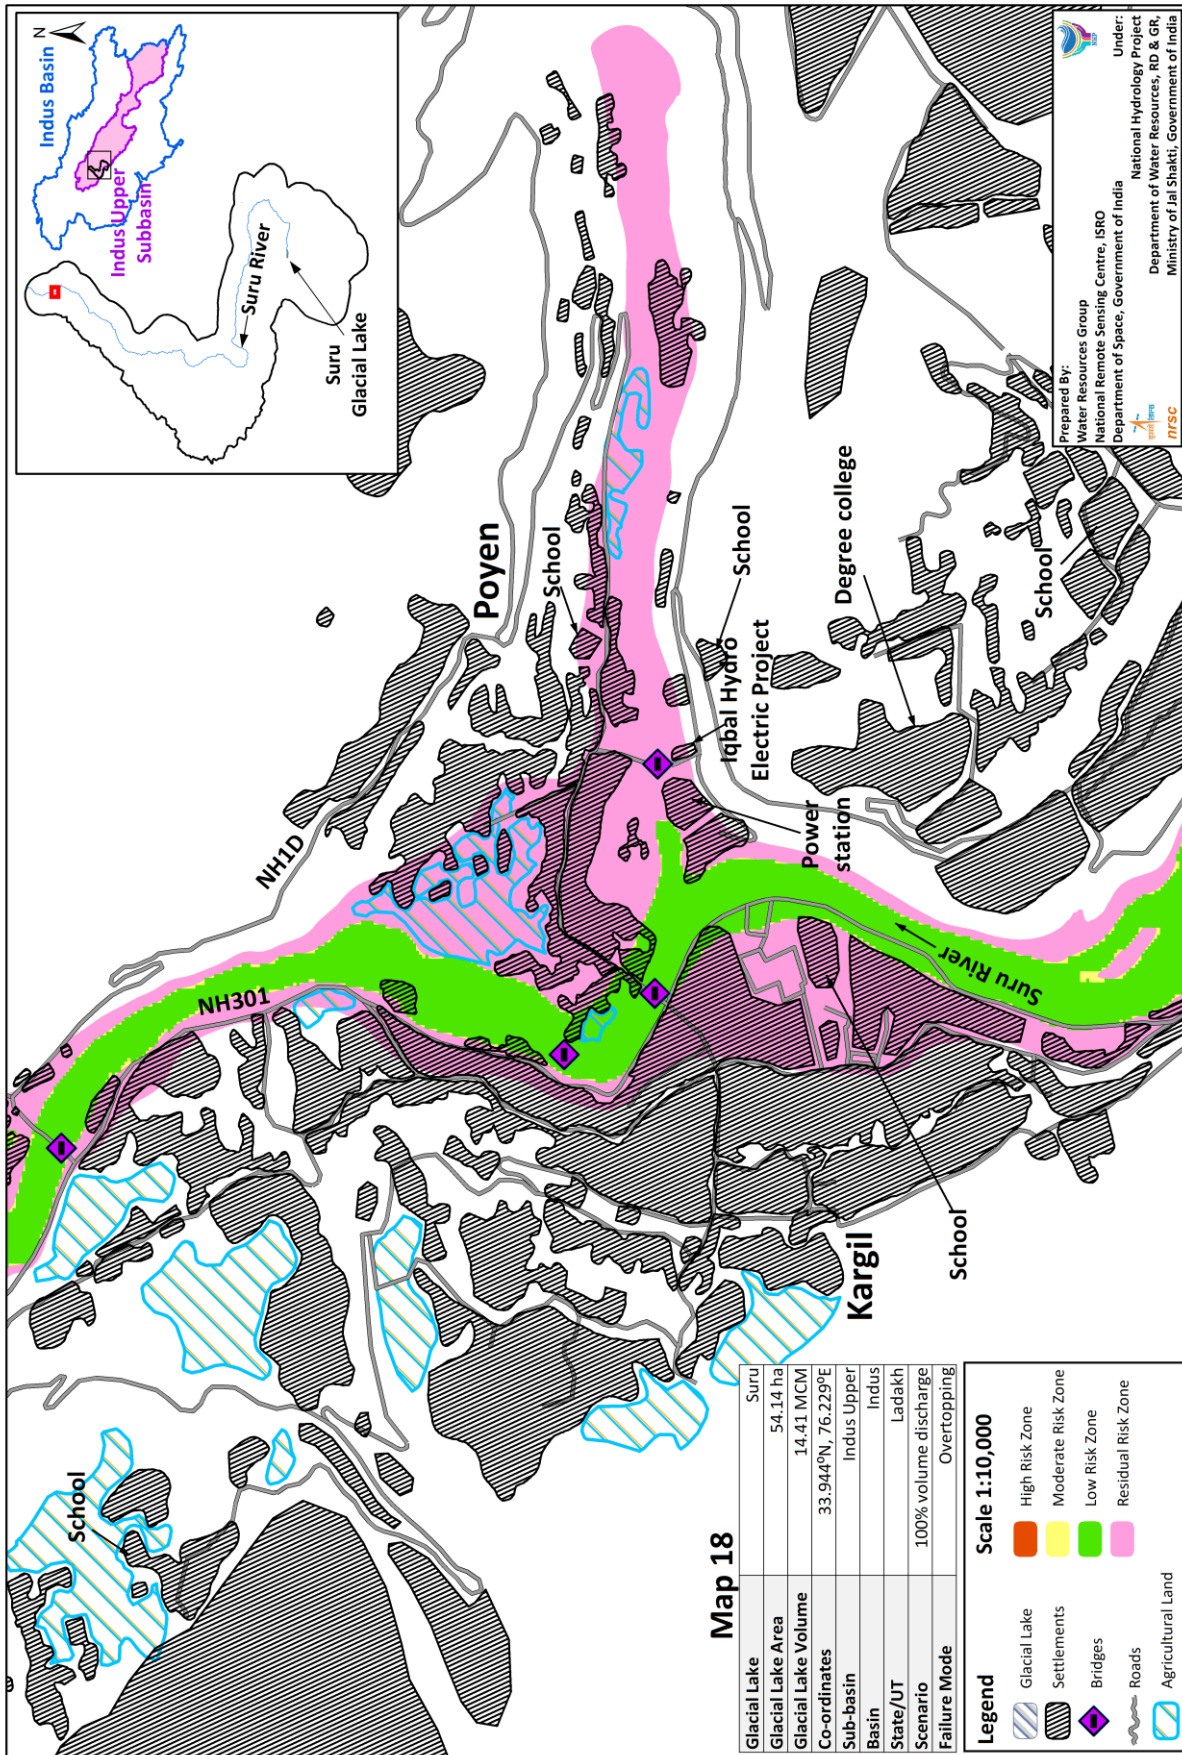 Indus Basin
N
Indus Upper
Subbasin
Suru River
Suru
Glacial Lake
NH1D
Poyen
School
NH301
School
Iqbal Hydro
Electric Project
Power
station
Degree college
School
Suru River
School
Kargil
School
Map 18
Glacial Lake Suru
Glacial Lake Area 54.14 ha
Glacial Lake Volume 14.41 MCM
Co-ordinates 33.944⁰N, 76.229⁰E
Sub-basin Indus Upper
Basin Indus
State/UT Ladakh
Scenario 100% volume discharge
Failure Mode Overtopping
Legend
Scale 1:10,000
Glacial Lake
Settlements
Bridges
Roads
Agricultural Land
High Risk Zone
Moderate Risk Zone
Low Risk Zone
Residual Risk Zone
Prepared By:
Water Resources Group
National Remote Sensing Centre, ISRO
Department of Space, Government of India
Under:
National Hydrology Project
Department of Water Resources, RD & GR,
Ministry of Jal Shakti, Government of India
nrsc